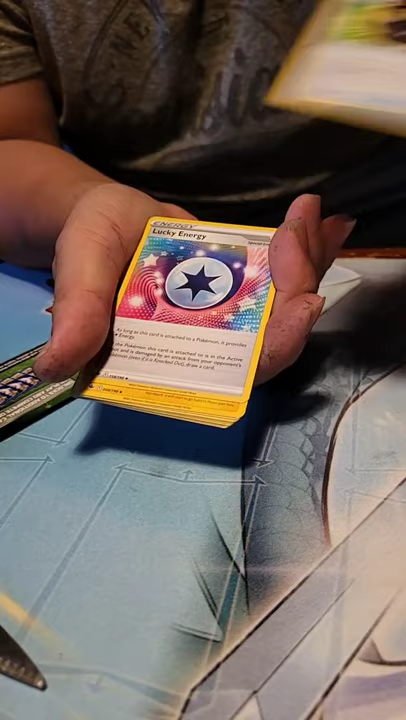 ENERGY
Lucky Energy
Special
As long as this card is attached to a Pokémon, it provides
Energy.
If the Pokémon this card is attached to is in the Active
and is damaged by an attack from your opponent's
Pokémon (even if it is Knocked Out), draw a card.